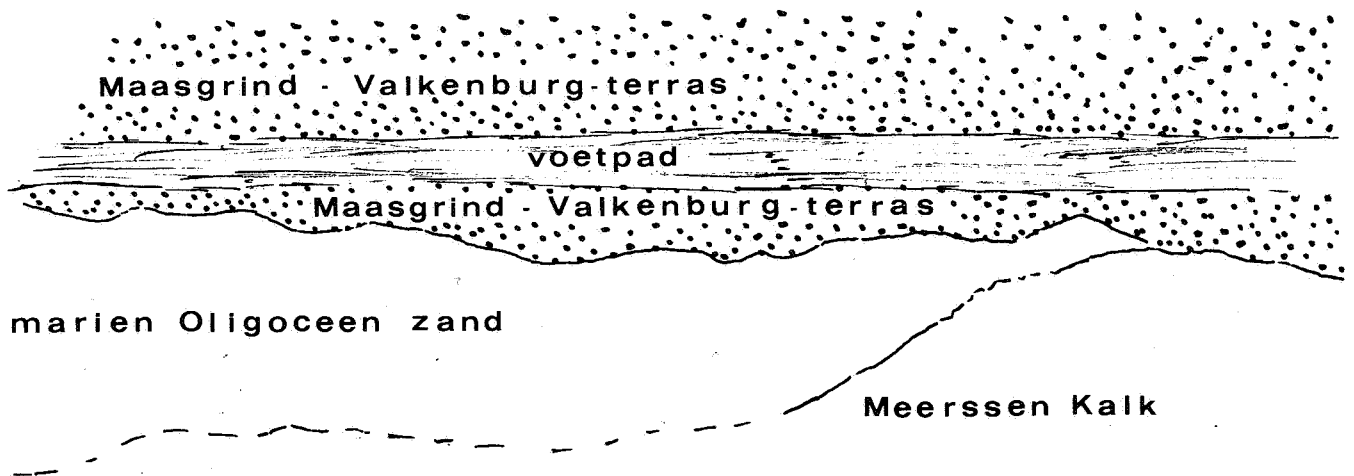 Maasgrind - Valkenburg-terras
voetpad
Maasgrind - Valkenburg-terras
marien Oligoceen zand
Meerssen Kalk